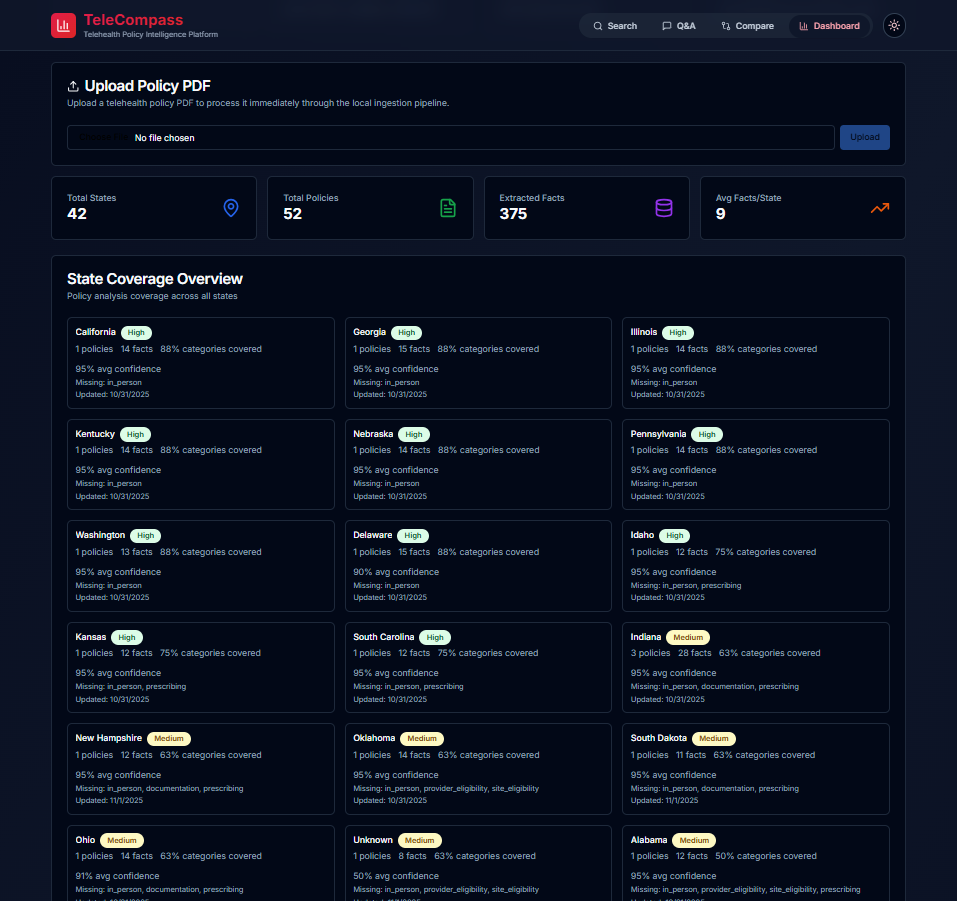 TeleCompass
Telehealth Policy Intelligence Platform
Search Q&A Compare Dashboard
Upload Policy PDF
Upload a telehealth policy PDF to process it immediately through the local ingestion pipeline.
No file chosen
Upload
Total States
42
Total Policies
52
Extracted Facts
375
Avg Facts/State
9
State Coverage Overview
Policy analysis coverage across all states
California High
1 policies 14 facts 88% categories covered
95% avg confidence
Missing: in_person
Updated: 10/31/2025
Georgia High
1 policies 15 facts 88% categories covered
95% avg confidence
Missing: in_person
Updated: 10/31/2025
Illinois High
1 policies 14 facts 88% categories covered
95% avg confidence
Missing: in_person
Updated: 10/31/2025
Kentucky High
1 policies 14 facts 88% categories covered
95% avg confidence
Missing: in_person
Updated: 10/31/2025
Nebraska High
1 policies 14 facts 88% categories covered
95% avg confidence
Missing: in_person
Updated: 10/31/2025
Pennsylvania High
1 policies 14 facts 88% categories covered
95% avg confidence
Missing: in_person
Updated: 10/31/2025
Washington High
1 policies 13 facts 88% categories covered
95% avg confidence
Missing: in_person
Updated: 10/31/2025
Delaware High
1 policies 15 facts 88% categories covered
90% avg confidence
Missing: in_person
Updated: 10/31/2025
Idaho High
1 policies 12 facts 75% categories covered
95% avg confidence
Missing: in_person, prescribing
Updated: 10/31/2025
Kansas High
1 policies 12 facts 75% categories covered
95% avg confidence
Missing: in_person, prescribing
Updated: 10/31/2025
South Carolina High
1 policies 12 facts 75% categories covered
95% avg confidence
Missing: in_person, prescribing
Updated: 10/31/2025
Indiana Medium
3 policies 28 facts 63% categories covered
95% avg confidence
Missing: in_person, documentation, prescribing
Updated: 10/31/2025
New Hampshire Medium
1 policies 12 facts 63% categories covered
95% avg confidence
Missing: in_person, documentation, prescribing
Updated: 11/1/2025
Oklahoma Medium
1 policies 14 facts 63% categories covered
95% avg confidence
Missing: in_person, provider_eligibility, site_eligibility
Updated: 10/31/2025
South Dakota Medium
1 policies 11 facts 63% categories covered
95% avg confidence
Missing: in_person, documentation, prescribing
Updated: 11/1/2025
Ohio Medium
1 policies 14 facts 63% categories covered
91% avg confidence
Missing: in_person, documentation, prescribing
Unknown Medium
1 policies 8 facts 63% categories covered
50% avg confidence
Missing: in_person, provider_eligibility, site_eligibility
Alabama Medium
1 policies 12 facts 50% categories covered
95% avg confidence
Missing: in_person, provider_eligibility, site_eligibility, prescribing